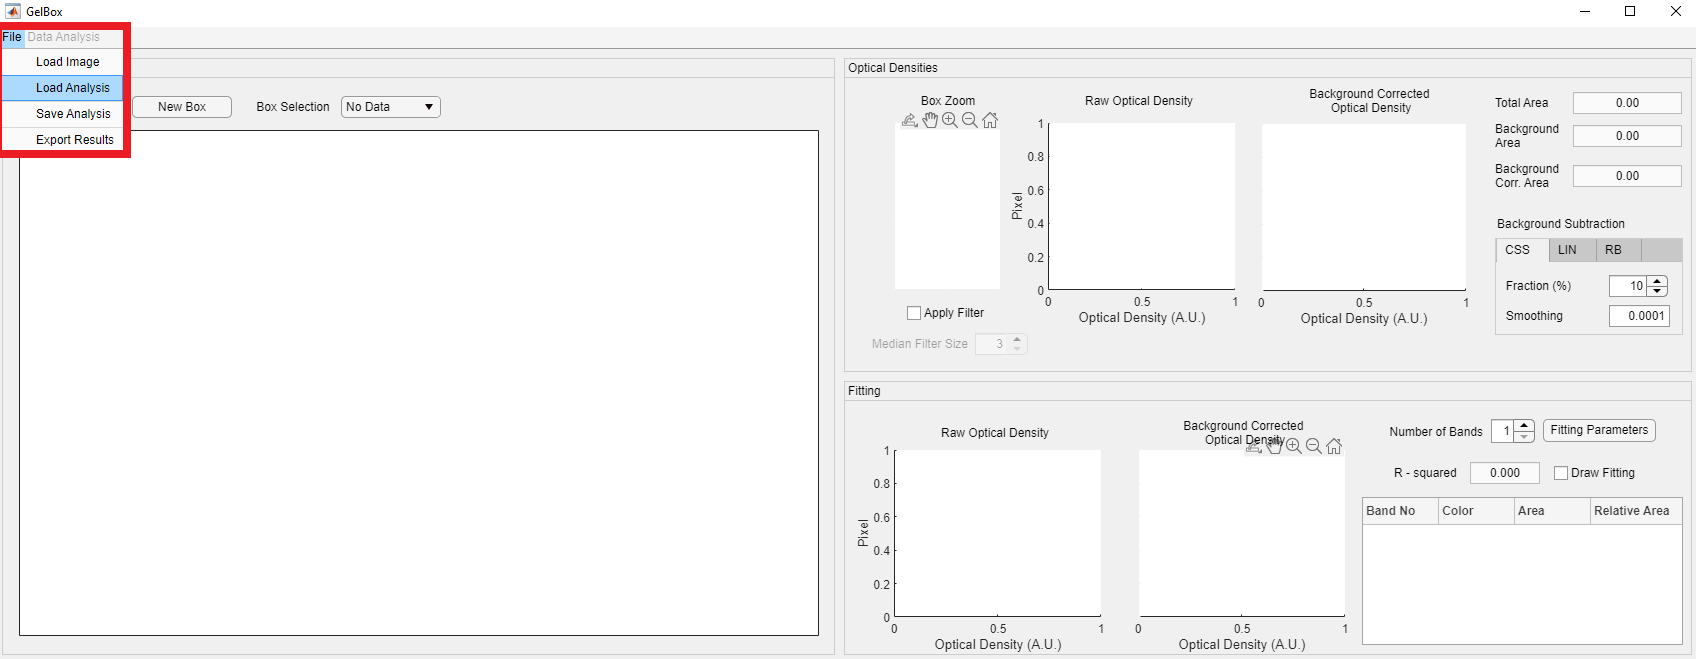 GelBox
File Data Analysis
Load Image
Load Analysis
Save Analysis
Export Results
New Box
Box Selection
No Data
Optical Densities
Box Zoom
Raw Optical Density
Background Corrected
Optical Density
Pixel
1
0.8
0.6
0.4
0.2
0
0 0.5 1
Optical Density (A.U.)
0 0.5 1
Optical Density (A.U.)
Apply Filter
Median Filter Size 3
Total Area 0.00
Background
Area 0.00
Background
Corr. Area 0.00
Background Subtraction
CSS LIN RB
Fraction (%) 10
Smoothing 0.0001
Fitting
Raw Optical Density
Background Corrected
Optical Density
Pixel
1
0.8
0.6
0.4
0.2
0
0 0.5 1
Optical Density (A.U.)
0 0.5 1
Optical Density (A.U.)
Number of Bands 1 Fitting Parameters
R - squared 0.000 Draw Fitting
Band No Color Area Relative Area